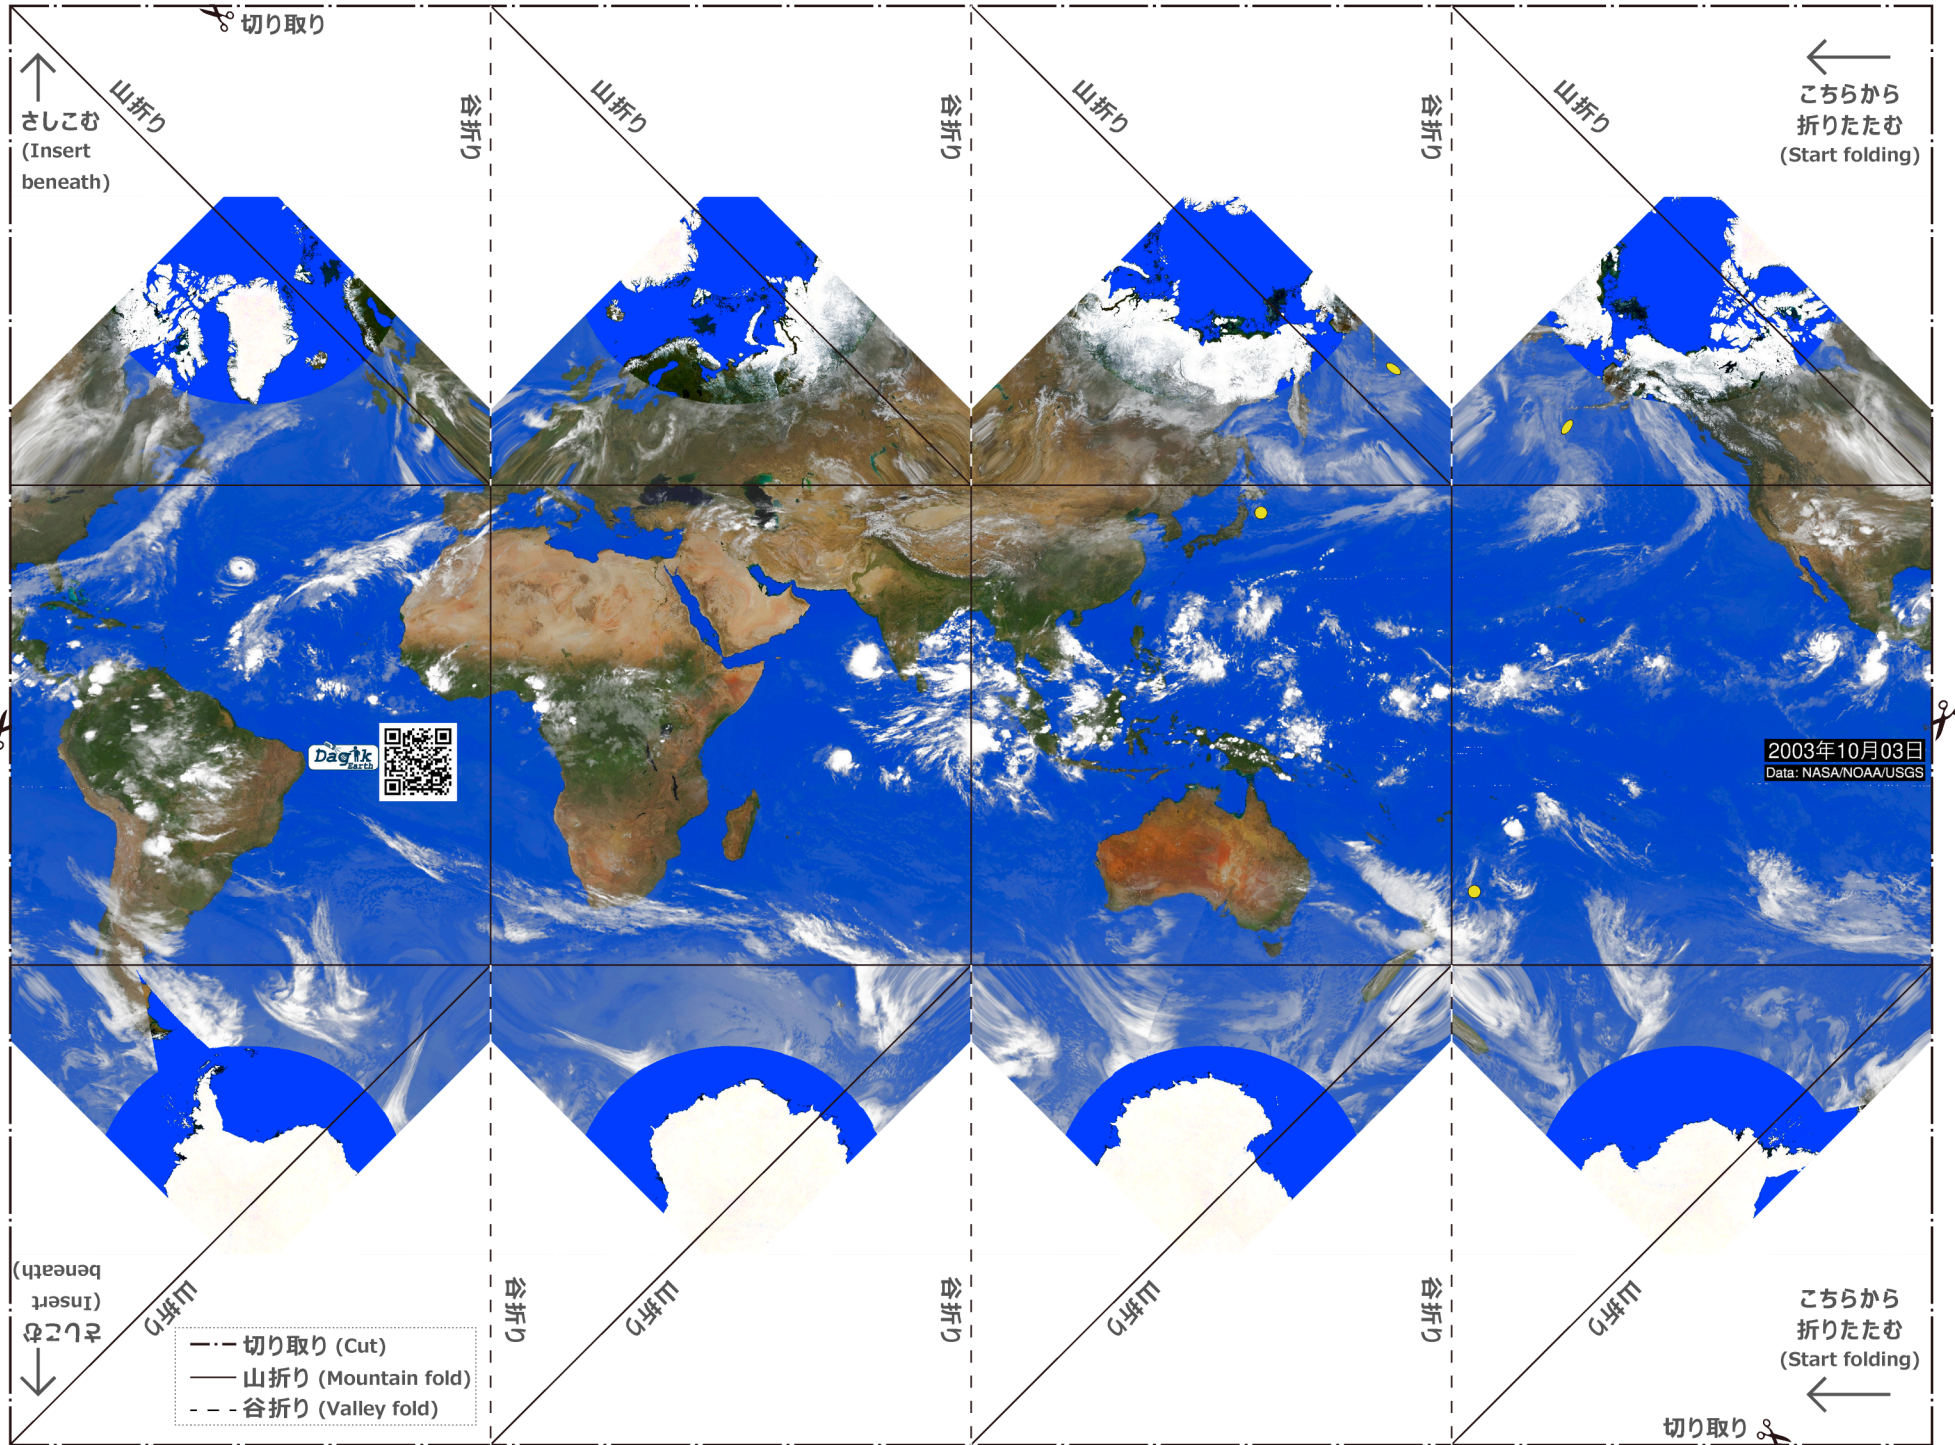 切り取り
さしこむ
(Insert
beneath)
山折り
谷折り
山折り
谷折り
山折り
谷折り
山折り
こちらから
折りたたむ
(Start folding)
Dagik
Earth
2003年10月03日
Data: NASA/NOAA/USGS
さしこむ
(Insert
beneath)
山折り
谷折り
山折り
谷折り
山折り
谷折り
山折り
こちらから
折りたたむ
(Start folding)
切り取り (Cut)
山折り (Mountain fold)
谷折り (Valley fold)
切り取り